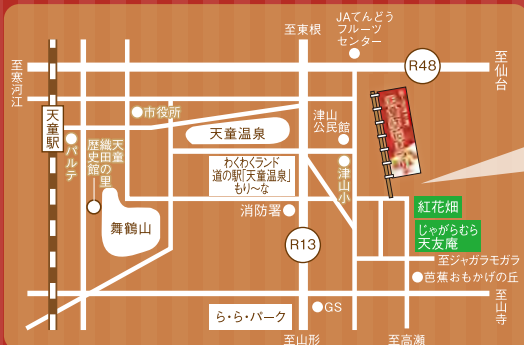 JAてんどう
フルーツ
センター
至東根
R48
至仙台
至寒河江
天童駅
市役所
パルテ
天童温泉
津山
公民館
天童
織田の里
歴史館
わくわくランド
道の駅「天童温泉」
もり〜な
津山小
舞鶴山
消防署
紅花畑
じゃがらむら
天友庵
R13
至ジャガラモガラ
芭蕉おもかげの丘
ら・ら・パーク
GS
至山寺
至山形
至高瀬